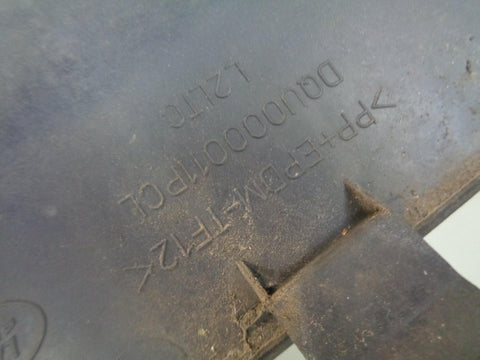 >PP+EPDM-TF12<
DQU000011PCL
L2LTC